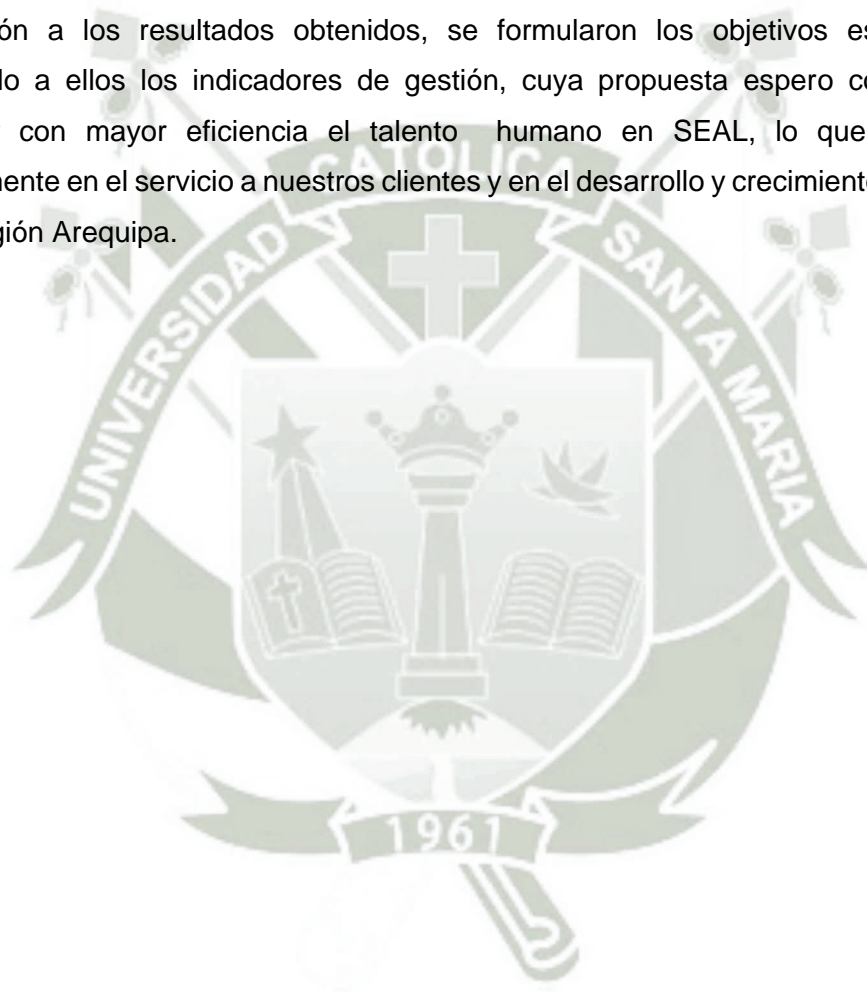 ón a los resultados obtenidos, se formularon los objetivos es
lo a ellos los indicadores de gestión, cuya propuesta espero co
con mayor eficiencia el talento humano en SEAL, lo que
nente en el servicio a nuestros clientes y en el desarrollo y crecimiento
gión Arequipa.
UNIVERSIDAD CATOLICA SANTA MARIA
1961